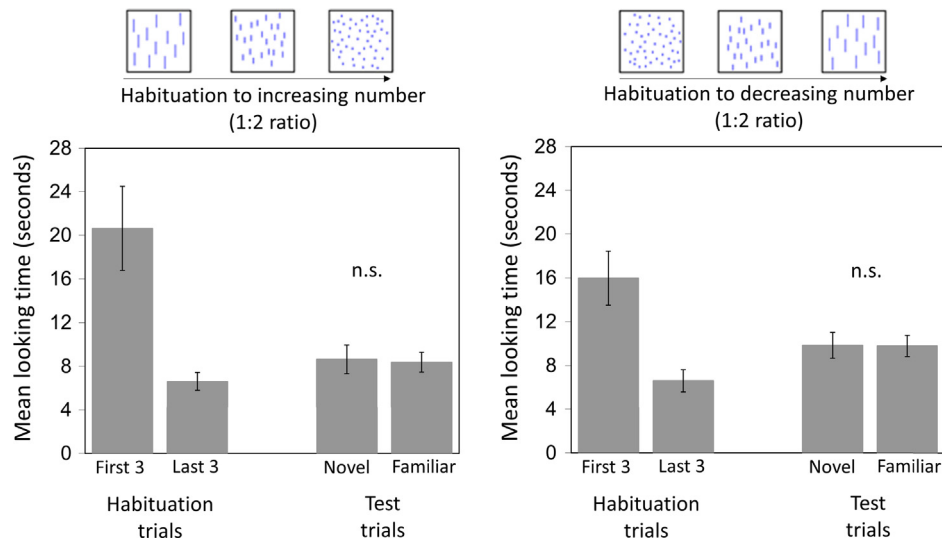 Habituation to increasing number
(1:2 ratio)
Mean looking time (seconds)
28
24
20
16
12
8
4
0
n.s.
First 3
Last 3
Novel
Familiar
Habituation
trials
Test
trials
Habituation to decreasing number
(1:2 ratio)
Mean looking time (seconds)
28
24
20
16
12
8
4
0
n.s.
First 3
Last 3
Novel
Familiar
Habituation
trials
Test
trials